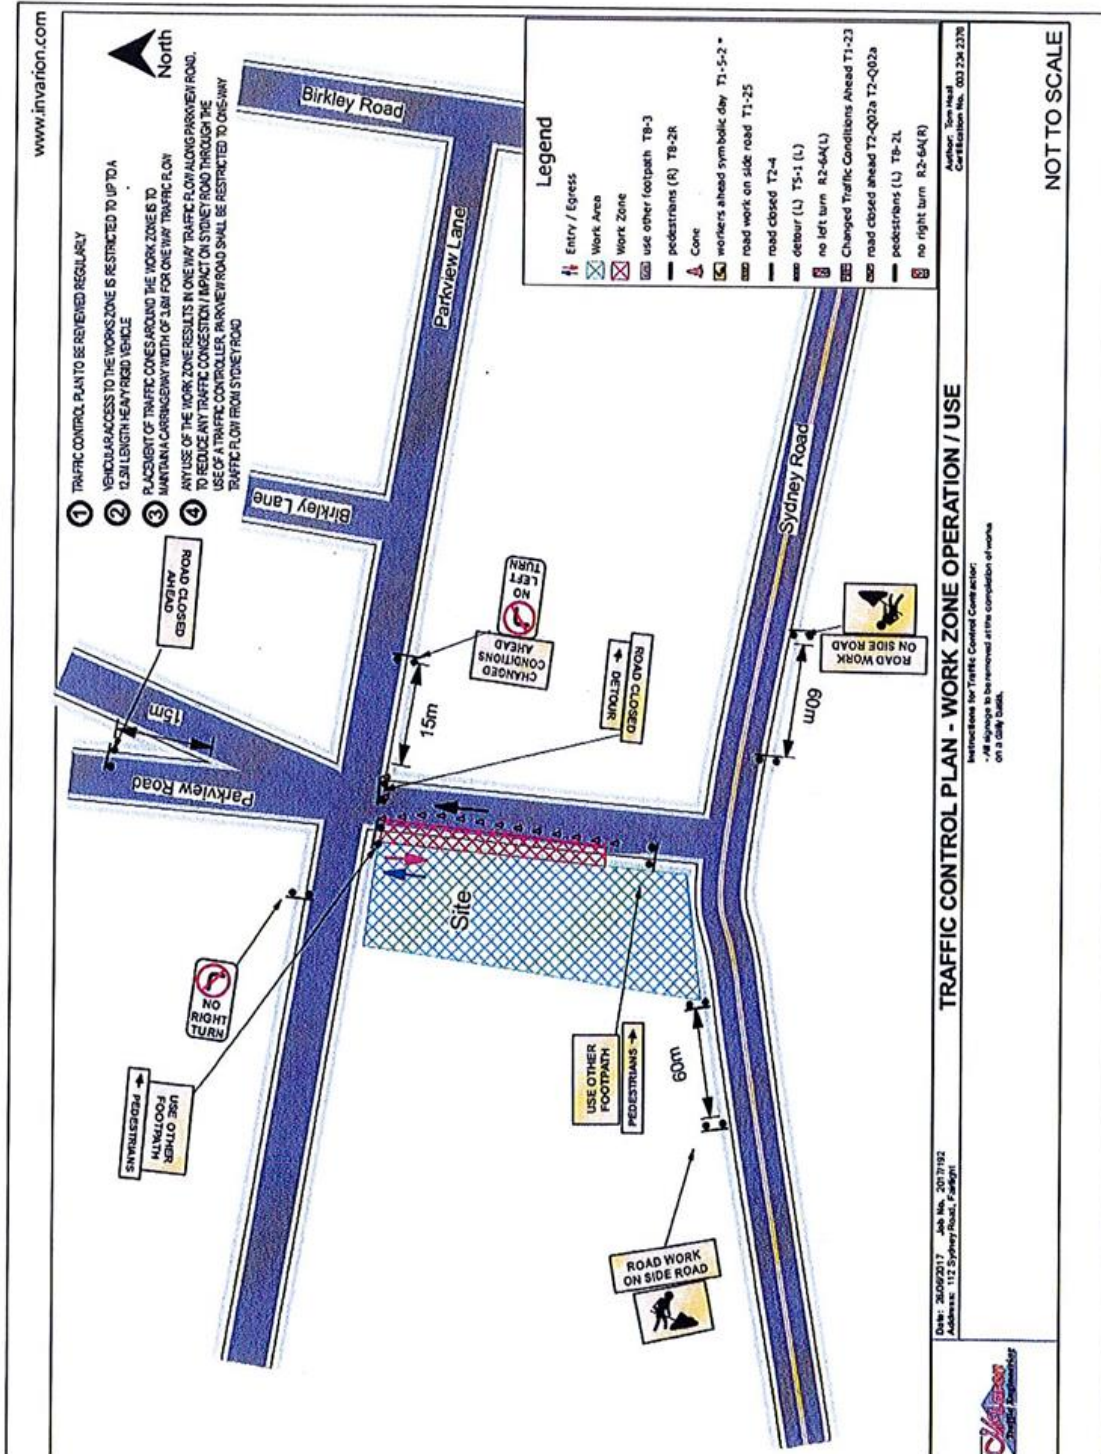 www.invarion.com
North
1 TRAFFIC CONTROL PLAN TO BE REVIEWED REGULARLY
2 VEHICULAR ACCESS TO THE WORKS ZONE IS RESTRICTED TO UP TO A
12.5M LENGTH HEAVY RIGID VEHICLE
3 PLACEMENT OF TRAFFIC CONES AROUND THE WORK ZONE IS TO
MAINTAIN A CARRIAGEWAY WIDTH OF 3.6M FOR ONE WAY TRAFFIC FLOW
4 ANY USE OF THE WORK ZONE RESULTS IN ONE WAY TRAFFIC FLOW ALONG PARKVIEW ROAD.
TO REDUCE ANY TRAFFIC CONGESTION / IMPACT ON SYDNEY ROAD THROUGH THE
USE OF A TRAFFIC CONTROLLER, PARKVIEW ROAD SHALL BE RESTRICTED TO ONE-WAY
TRAFFIC FLOW FROM SYDNEY ROAD
Birkley Road
Parkview Lane
Birkley Lane
ROAD CLOSED
AHEAD
15m
Parkview Road
NO
LEFT
TURN
CHANGED
CONDITIONS
AHEAD
15m
ROAD CLOSED
DETOUR
NO
RIGHT
TURN
PEDESTRIANS
USE OTHER
FOOTPATH
Site
USE OTHER
FOOTPATH
PEDESTRIANS
60m
ROAD WORK
ON SIDE ROAD
Sydney Road
ROAD WORK
ON SIDE ROAD
60m
Legend
Entry / Egress
Work Area
Work Zone
use other footpath T8-3
pedestrians (R) T8-2R
Cone
workers ahead symbolic day T1-5-2 *
road work on side road T1-25
road closed T2-4
detour (L) T5-1 (L)
no left turn R2-6A(L)
Changed Traffic Conditions Ahead T1-23
road closed ahead T2-Q02a T2-Q02a
pedestrians (L) T8-2L
no right turn R2-6A(R)
Date: 26/09/2017 Job No. 2017/192
Address: 112 Sydney Road, Fairlight
TRAFFIC CONTROL PLAN - WORK ZONE OPERATION / USE
Author: Tom Heal
Certification No. 003 234 2370
Instructions for Traffic Control Contractor:
- All signage to be removed at the completion of works
on a daily basis.
McLaren
Traffic Engineering
NOT TO SCALE